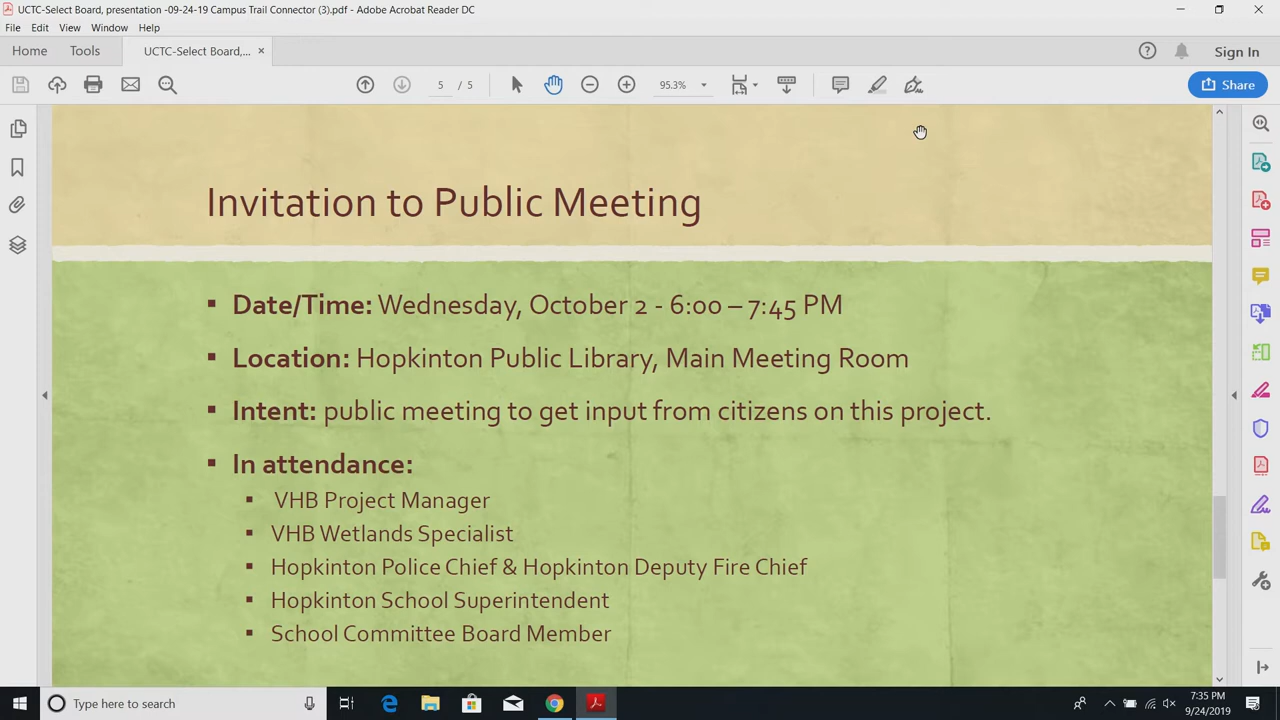 UCTC-Select Board, presentation -09-24-19 Campus Trail Connector (3).pdf - Adobe Acrobat Reader DC
File Edit View Window Help
Home Tools UCTC-Select Board,... × Sign In
5 / 5 95.3% Share
Invitation to Public Meeting
▪ Date/Time: Wednesday, October 2 - 6:00 – 7:45 PM
▪ Location: Hopkinton Public Library, Main Meeting Room
▪ Intent: public meeting to get input from citizens on this project.
▪ In attendance:
▪ VHB Project Manager
▪ VHB Wetlands Specialist
▪ Hopkinton Police Chief & Hopkinton Deputy Fire Chief
▪ Hopkinton School Superintendent
▪ School Committee Board Member
Type here to search
7:35 PM
9/24/2019